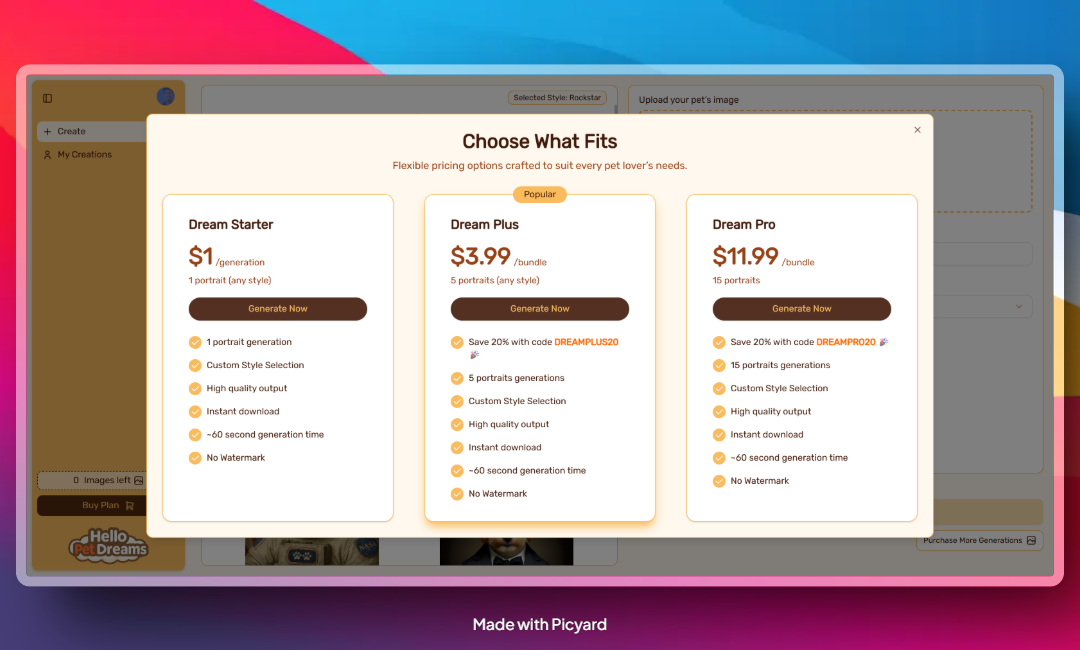 Selected Style: Rockstar
Upload your pet's image
Create
My Creations
Choose What Fits
Flexible pricing options crafted to suit every pet lover's needs.
Dream Starter
$1 /generation
1 portrait (any style)
Generate Now
1 portrait generation
Custom Style Selection
High quality output
Instant download
~60 second generation time
No Watermark
Popular
Dream Plus
$3.99 /bundle
5 portraits (any style)
Generate Now
Save 20% with code DREAMPLUS20
🎉
5 portraits generations
Custom Style Selection
High quality output
Instant download
~60 second generation time
No Watermark
Dream Pro
$11.99 /bundle
15 portraits
Generate Now
Save 20% with code DREAMPRO20 🎉
15 portraits generations
Custom Style Selection
High quality output
Instant download
~60 second generation time
No Watermark
0 Images left
Buy Plan
Hello
PetDreams
NASA
Purchase More Generations
Made with Picyard